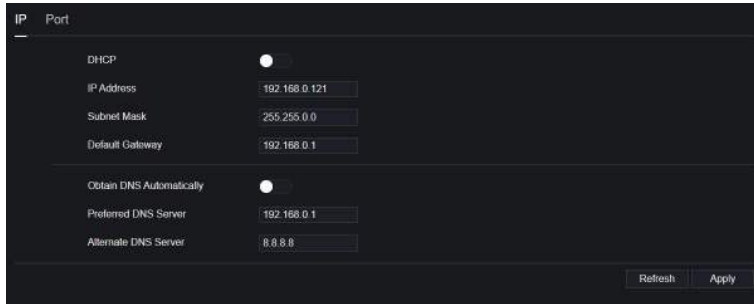 IP Port
DHCP
IP Address 192.168.0.121
Subnet Mask 255.255.0.0
Default Gateway 192.168.0.1
Obtain DNS Automatically
Preferred DNS Server 192.168.0.1
Alternate DNS Server 8.8.8.8
Refresh Apply